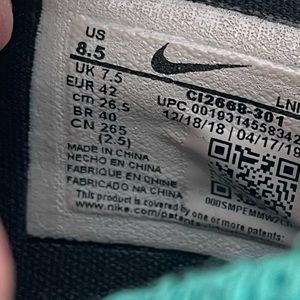 US
8.5
UK 7.5
EUR 42
cm 26.5
BR 40
CN 265
(2.5)
CI2668-301
UPC 00193145583
12/18/18 | 04/17/19
MADE IN CHINA
HECHO EN CHINA
FABRIQUE EN CHINE
FABRICADO NA CHINA
This product is covered by one or more patents:
www.nike.com/patents